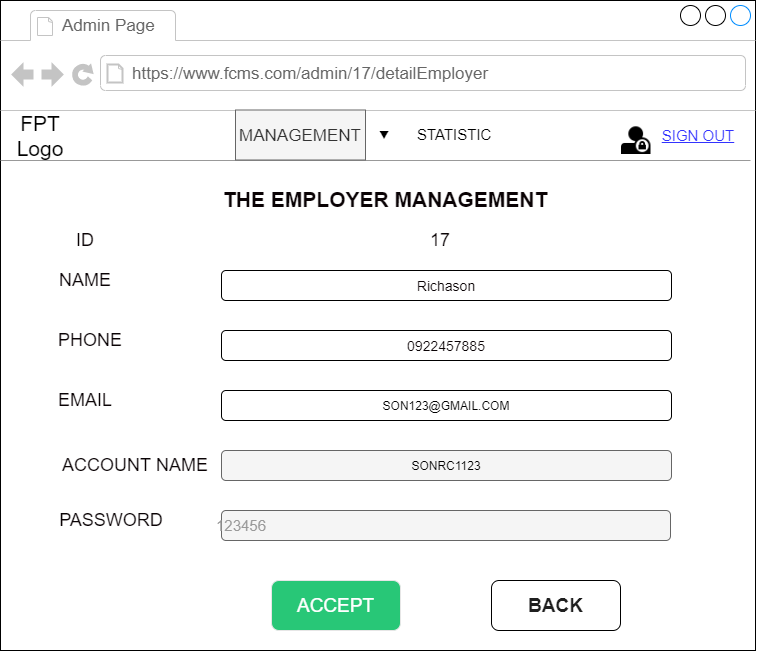 Admin Page
https://www.fcms.com/admin/17/detailEmployer
FPT
Logo
MANAGEMENT
STATISTIC
SIGN OUT
THE EMPLOYER MANAGEMENT
ID
17
NAME
Richason
PHONE
0922457885
EMAIL
SON123@GMAIL.COM
ACCOUNT NAME
SONRC1123
PASSWORD
123456
ACCEPT
BACK